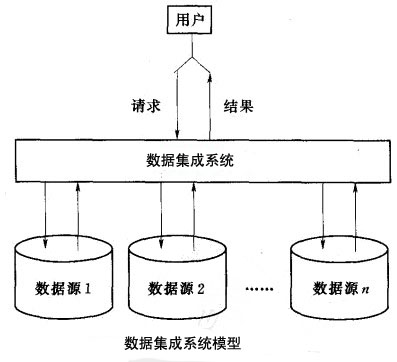 用户
请求 结果
数据集成系统
数据源1 数据源2 …… 数据源n
数据集成系统模型